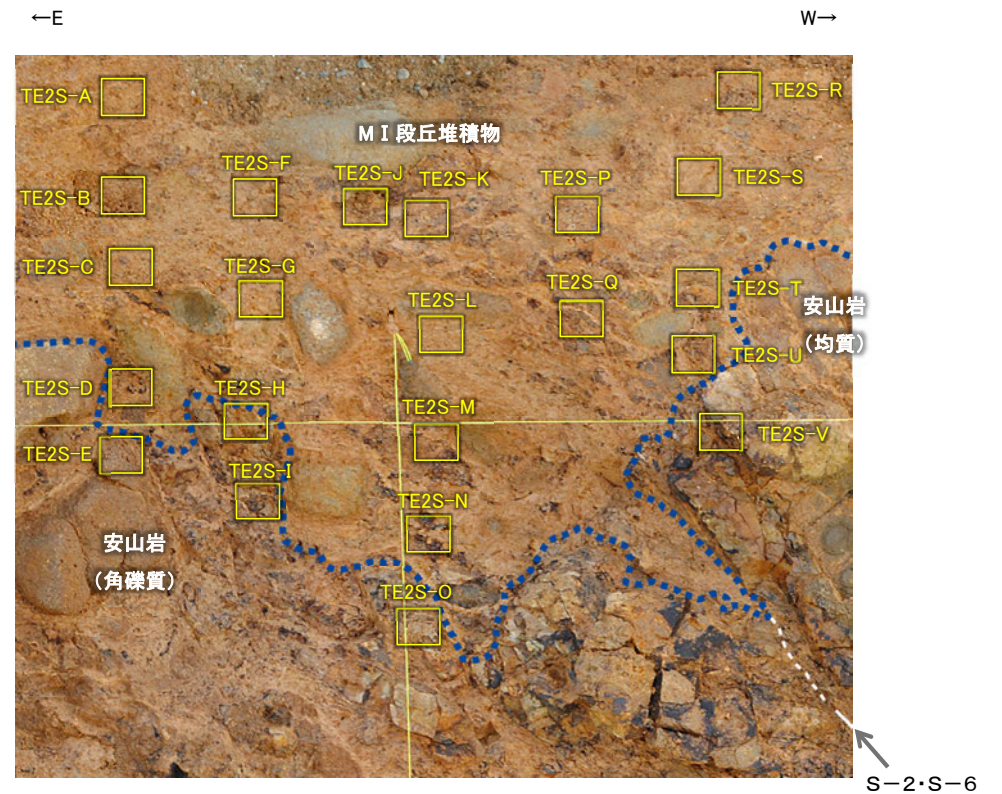 ←E
W→
TE2S-A
TE2S-R
MⅠ段丘堆積物
TE2S-F
TE2S-J
TE2S-K
TE2S-P
TE2S-S
TE2S-B
TE2S-C
TE2S-G
TE2S-L
TE2S-Q
TE2S-T
安山岩
(均質)
TE2S-U
TE2S-D
TE2S-H
TE2S-M
TE2S-V
TE2S-E
TE2S-I
TE2S-N
安山岩
(角礫質)
TE2S-O
S-2・S-6